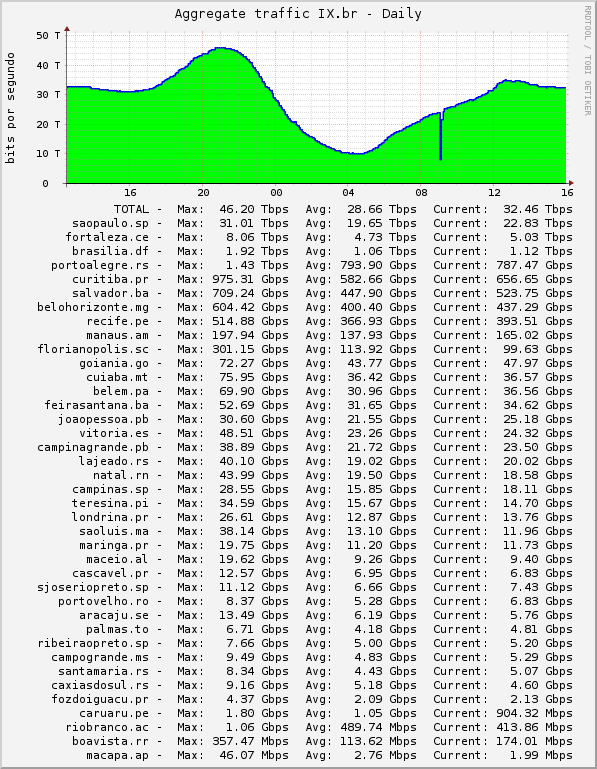 Aggregate traffic IX.br - Daily
RRDTOOL / TOBI OETIKER
bits por segundo
50 T
40 T
30 T
20 T
10 T
0
16 20 00 04 08 12 16
TOTAL - Max: 46.20 Tbps Avg: 28.66 Tbps Current: 32.46 Tbps
saopaulo.sp - Max: 31.01 Tbps Avg: 19.65 Tbps Current: 22.83 Tbps
fortaleza.ce - Max: 8.06 Tbps Avg: 4.73 Tbps Current: 5.03 Tbps
brasilia.df - Max: 1.92 Tbps Avg: 1.06 Tbps Current: 1.12 Tbps
portoalegre.rs - Max: 1.43 Tbps Avg: 793.90 Gbps Current: 787.47 Gbps
curitiba.pr - Max: 975.31 Gbps Avg: 582.66 Gbps Current: 656.65 Gbps
salvador.ba - Max: 709.24 Gbps Avg: 447.90 Gbps Current: 523.75 Gbps
belohorizonte.mg - Max: 604.42 Gbps Avg: 400.40 Gbps Current: 437.29 Gbps
recife.pe - Max: 514.88 Gbps Avg: 366.93 Gbps Current: 393.51 Gbps
manaus.am - Max: 197.94 Gbps Avg: 137.93 Gbps Current: 165.02 Gbps
florianopolis.sc - Max: 301.15 Gbps Avg: 113.92 Gbps Current: 99.63 Gbps
goiania.go - Max: 72.27 Gbps Avg: 43.77 Gbps Current: 47.97 Gbps
cuiaba.mt - Max: 75.95 Gbps Avg: 36.42 Gbps Current: 36.57 Gbps
belem.pa - Max: 69.90 Gbps Avg: 30.96 Gbps Current: 36.56 Gbps
feirasantana.ba - Max: 52.69 Gbps Avg: 31.65 Gbps Current: 34.62 Gbps
joaopessoa.pb - Max: 30.60 Gbps Avg: 21.55 Gbps Current: 25.18 Gbps
vitoria.es - Max: 48.51 Gbps Avg: 23.26 Gbps Current: 24.32 Gbps
campinagrande.pb - Max: 38.89 Gbps Avg: 21.72 Gbps Current: 23.50 Gbps
lajeado.rs - Max: 40.10 Gbps Avg: 19.02 Gbps Current: 20.02 Gbps
natal.rn - Max: 43.99 Gbps Avg: 19.50 Gbps Current: 18.58 Gbps
campinas.sp - Max: 28.55 Gbps Avg: 15.85 Gbps Current: 18.11 Gbps
teresina.pi - Max: 34.59 Gbps Avg: 15.67 Gbps Current: 14.70 Gbps
londrina.pr - Max: 26.61 Gbps Avg: 12.87 Gbps Current: 13.76 Gbps
saoluis.ma - Max: 38.14 Gbps Avg: 13.10 Gbps Current: 11.96 Gbps
maringa.pr - Max: 19.75 Gbps Avg: 11.20 Gbps Current: 11.73 Gbps
maceio.al - Max: 19.62 Gbps Avg: 9.26 Gbps Current: 9.40 Gbps
cascavel.pr - Max: 12.57 Gbps Avg: 6.95 Gbps Current: 6.83 Gbps
sjoseriopreto.sp - Max: 11.12 Gbps Avg: 6.66 Gbps Current: 7.43 Gbps
portovelho.ro - Max: 8.37 Gbps Avg: 5.28 Gbps Current: 6.83 Gbps
aracaju.se - Max: 13.49 Gbps Avg: 6.19 Gbps Current: 5.76 Gbps
palmas.to - Max: 6.71 Gbps Avg: 4.18 Gbps Current: 4.81 Gbps
ribeiraopreto.sp - Max: 7.66 Gbps Avg: 5.00 Gbps Current: 5.20 Gbps
campogrande.ms - Max: 9.49 Gbps Avg: 4.83 Gbps Current: 5.29 Gbps
santamaria.rs - Max: 8.34 Gbps Avg: 4.43 Gbps Current: 5.07 Gbps
caxiasdosul.rs - Max: 9.16 Gbps Avg: 5.18 Gbps Current: 4.60 Gbps
fozdoiguacu.pr - Max: 4.37 Gbps Avg: 2.09 Gbps Current: 2.13 Gbps
caruaru.pe - Max: 1.80 Gbps Avg: 1.05 Gbps Current: 904.32 Mbps
riobranco.ac - Max: 1.06 Gbps Avg: 489.74 Mbps Current: 413.86 Mbps
boavista.rr - Max: 357.47 Mbps Avg: 113.62 Mbps Current: 174.01 Mbps
macapa.ap - Max: 46.07 Mbps Avg: 2.76 Mbps Current: 1.99 Mbps